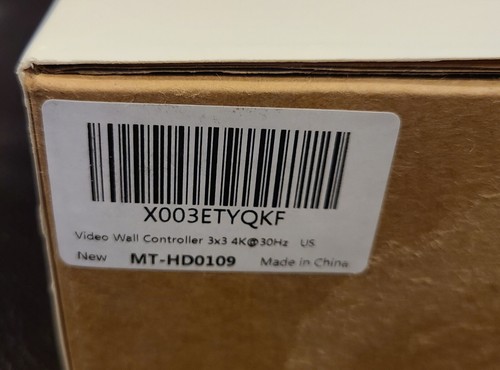 X003ETYQKF
Video Wall Controller 3x3 4K@30Hz US
New MT-HD0109 Made in China